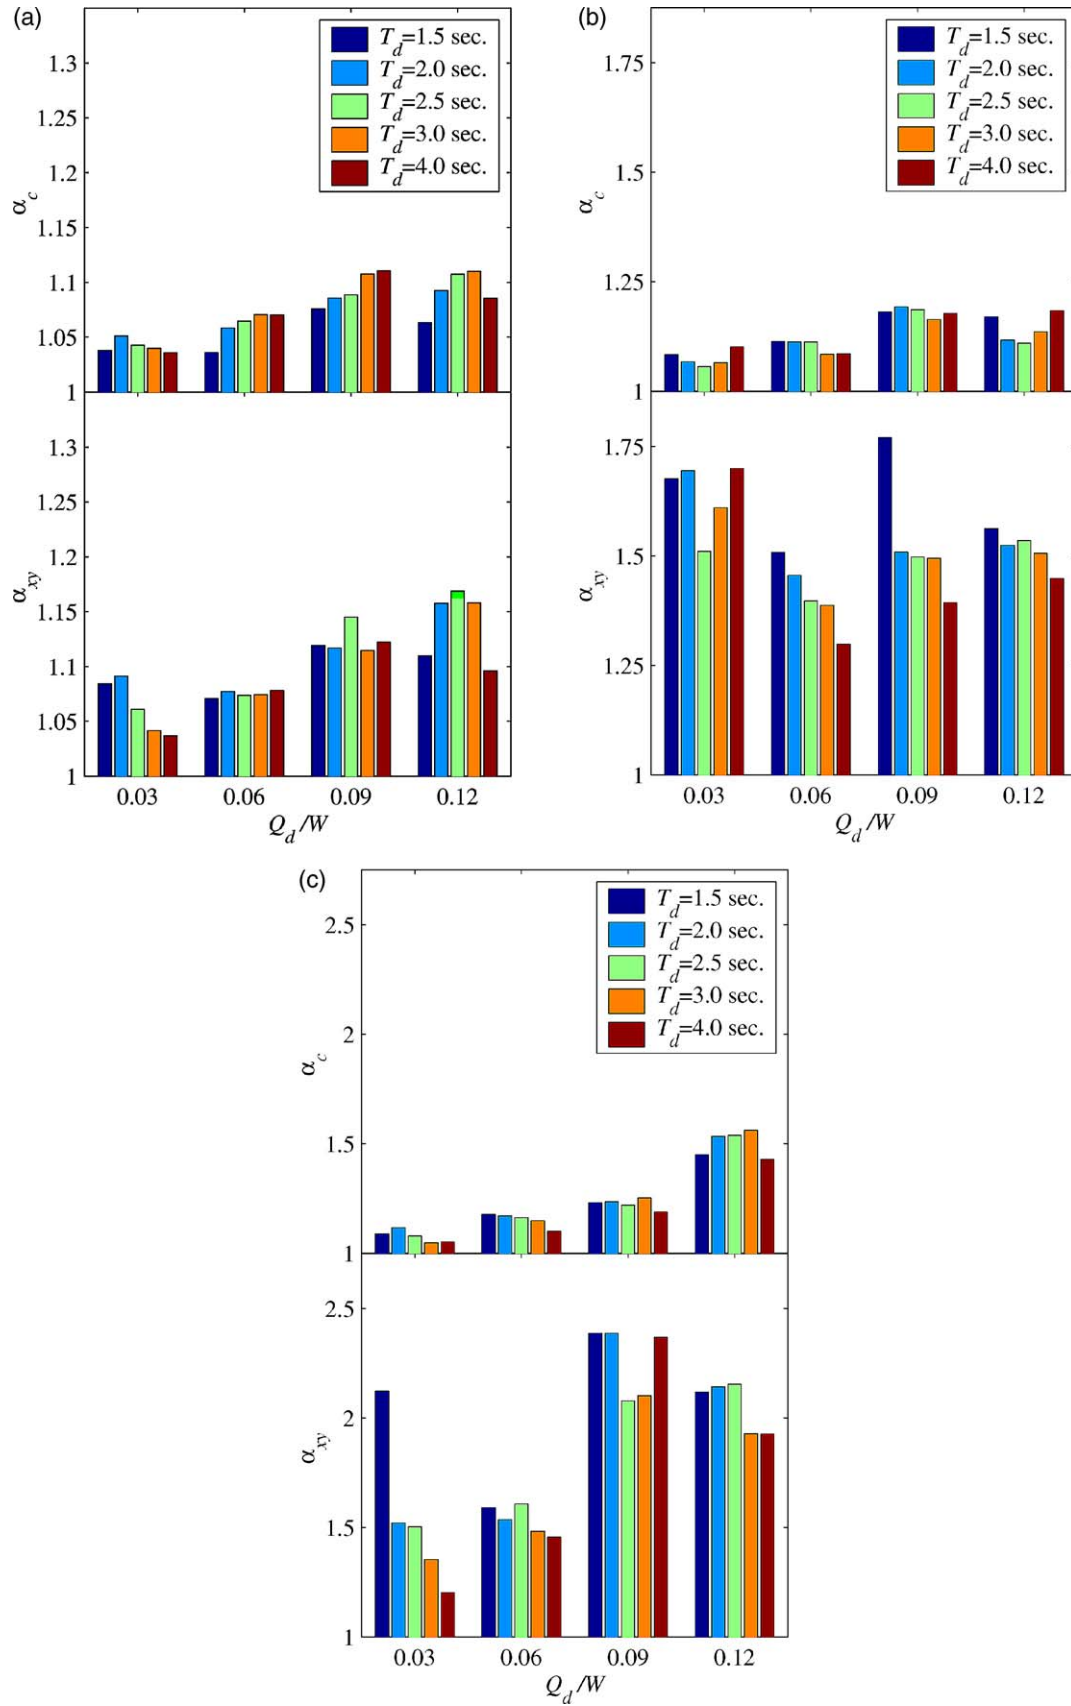 (a)
1.3
1.25
1.2
1.15
1.1
1.05
1
α_c
T_d=1.5 sec.
T_d=2.0 sec.
T_d=2.5 sec.
T_d=3.0 sec.
T_d=4.0 sec.
1.3
1.25
1.2
1.15
1.1
1.05
1
α_xy
0.03 0.06 0.09 0.12
Q_d/W
(b)
1.75
1.5
1.25
1
α_c
T_d=1.5 sec.
T_d=2.0 sec.
T_d=2.5 sec.
T_d=3.0 sec.
T_d=4.0 sec.
1.75
1.5
1.25
1
α_xy
0.03 0.06 0.09 0.12
Q_d/W
(c)
2.5
2
1.5
1
α_c
T_d=1.5 sec.
T_d=2.0 sec.
T_d=2.5 sec.
T_d=3.0 sec.
T_d=4.0 sec.
2.5
2
1.5
1
α_xy
0.03 0.06 0.09 0.12
Q_d/W